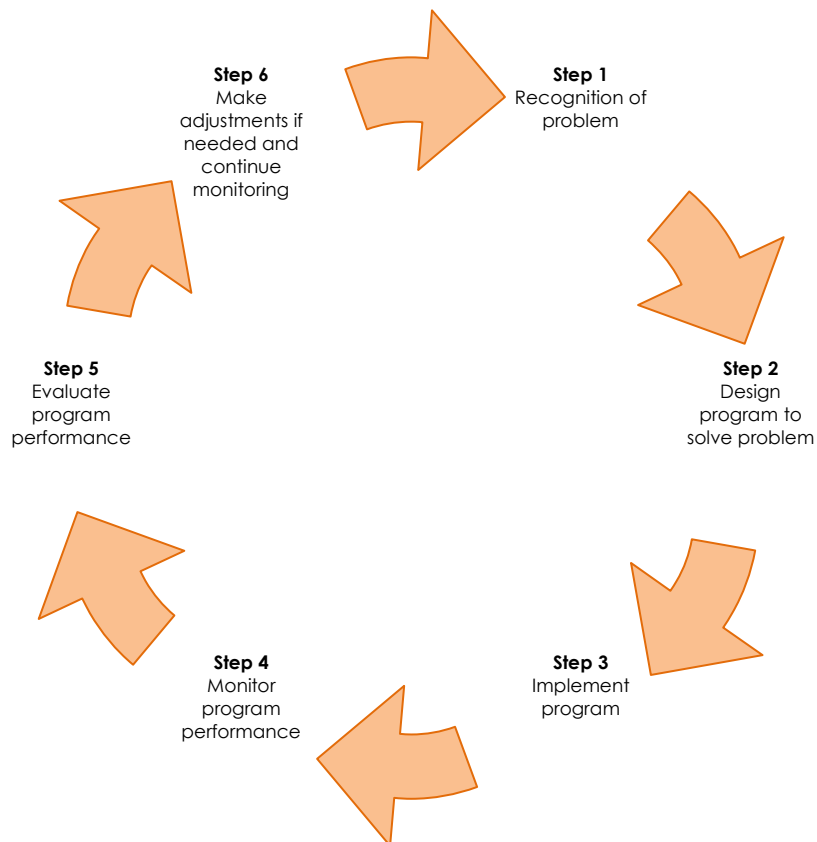 Step 1
Recognition of
problem
Step 2
Design
program to
solve problem
Step 3
Implement
program
Step 4
Monitor
program
performance
Step 5
Evaluate
program
performance
Step 6
Make
adjustments if
needed and
continue
monitoring